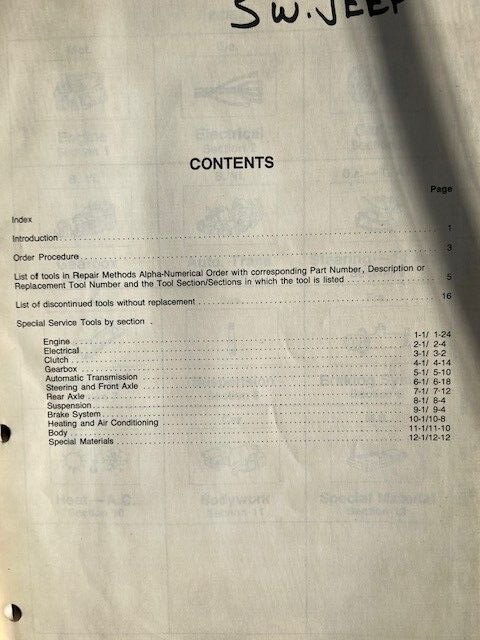 SW. JEEP
CONTENTS
Page
Index
Introduction 1
Order Procedure 3
List of tools in Repair Methods Alpha-Numerical Order with corresponding Part Number, Description or
Replacement Tool Number and the Tool Section/Sections in which the tool is listed 5
List of discontinued tools without replacement 16
Special Service Tools by section .
Engine 1-1/ 1-24
Electrical 2-1/ 2-4
Clutch 3-1/ 3-2
Gearbox 4-1/ 4-14
Automatic Transmission 5-1/ 5-10
Steering and Front Axle 6-1/ 6-18
Rear Axle 7-1/ 7-12
Suspension 8-1/ 8-4
Brake System 9-1/ 9-4
Heating and Air Conditioning 10-1/10-8
Body 11-1/11-10
Special Materials 12-1/12-12